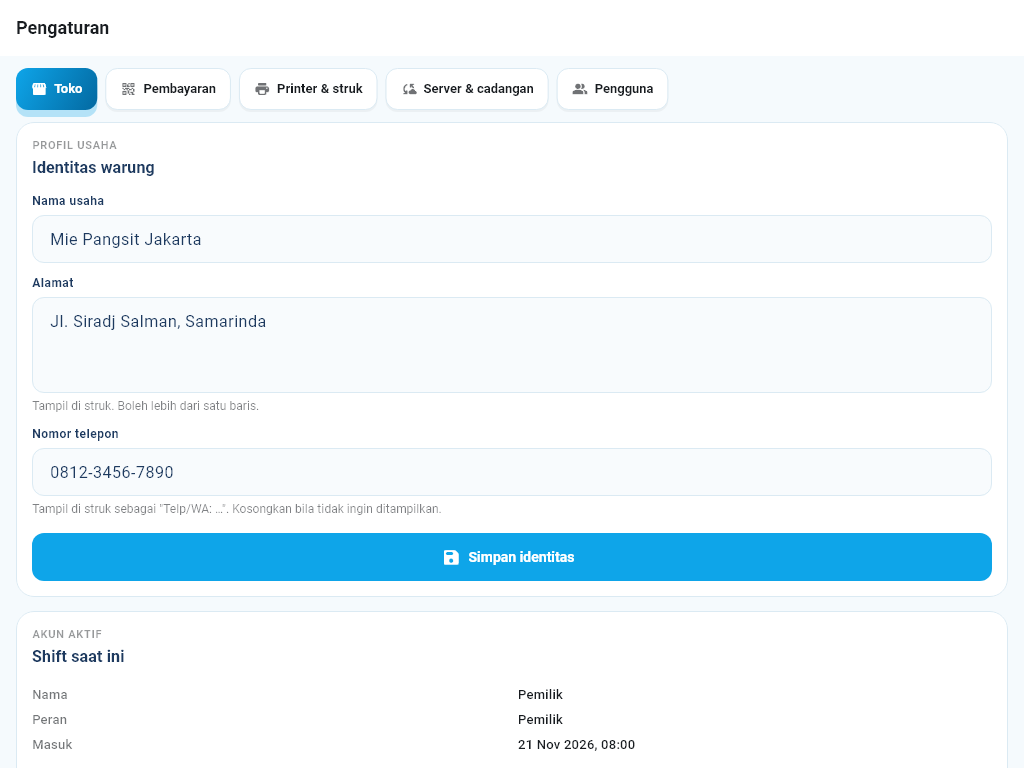 Pengaturan
Toko
Pembayaran
Printer & struk
Server & cadangan
Pengguna
PROFIL USAHA
Identitas warung
Nama usaha
Mie Pangsit Jakarta
Alamat
Jl. Siradj Salman, Samarinda
Tampil di struk. Boleh lebih dari satu baris.
Nomor telepon
0812-3456-7890
Tampil di struk sebagai "Telp/WA: …". Kosongkan bila tidak ingin ditampilkan.
Simpan identitas
AKUN AKTIF
Shift saat ini
Nama Pemilik
Peran Pemilik
Masuk 21 Nov 2026, 08:00